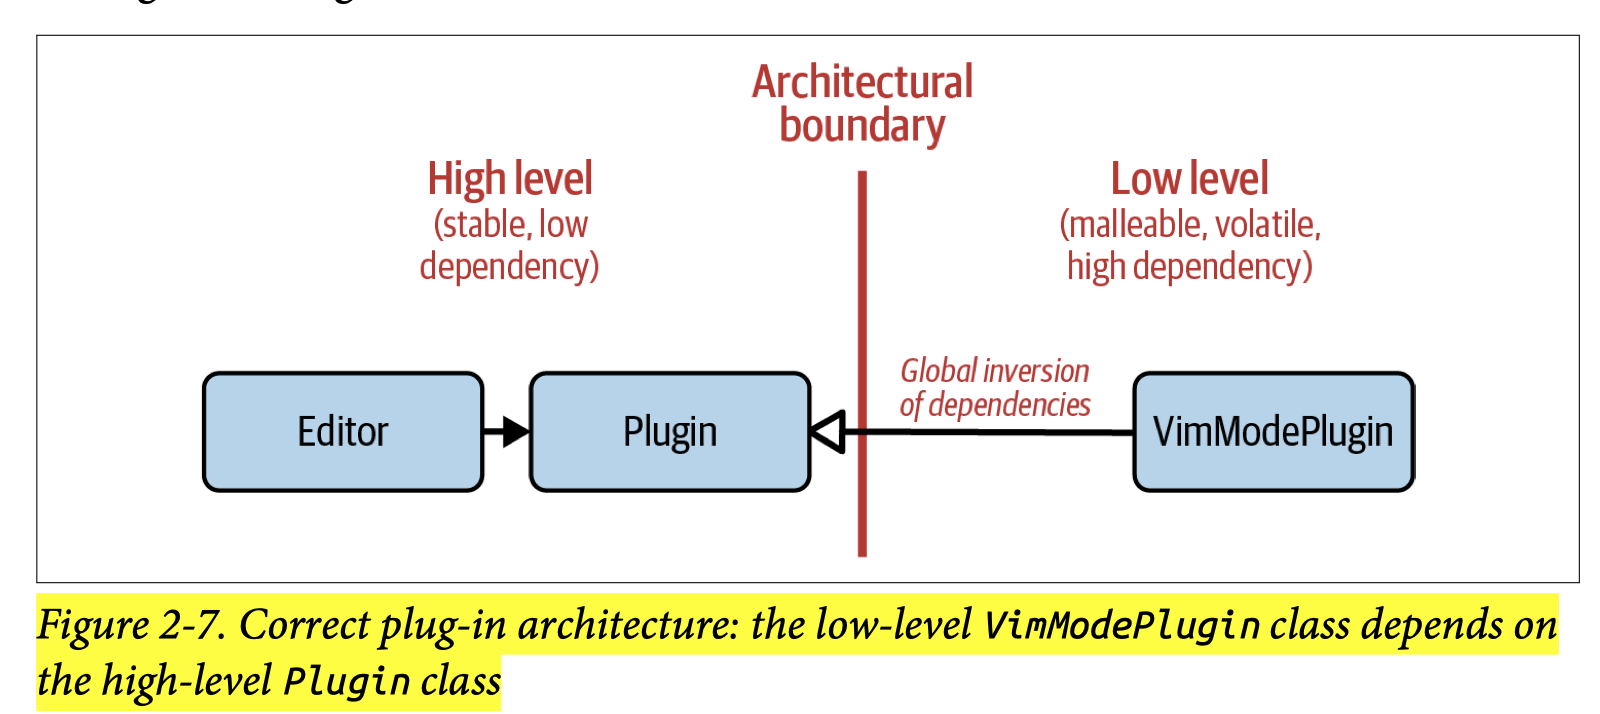 Architectural
boundary
High level
(stable, low
dependency)
Low level
(malleable, volatile,
high dependency)
Global inversion
of dependencies
Editor
Plugin
VimModePlugin
Figure 2-7. Correct plug-in architecture: the low-level VimModePlugin class depends on
the high-level Plugin class